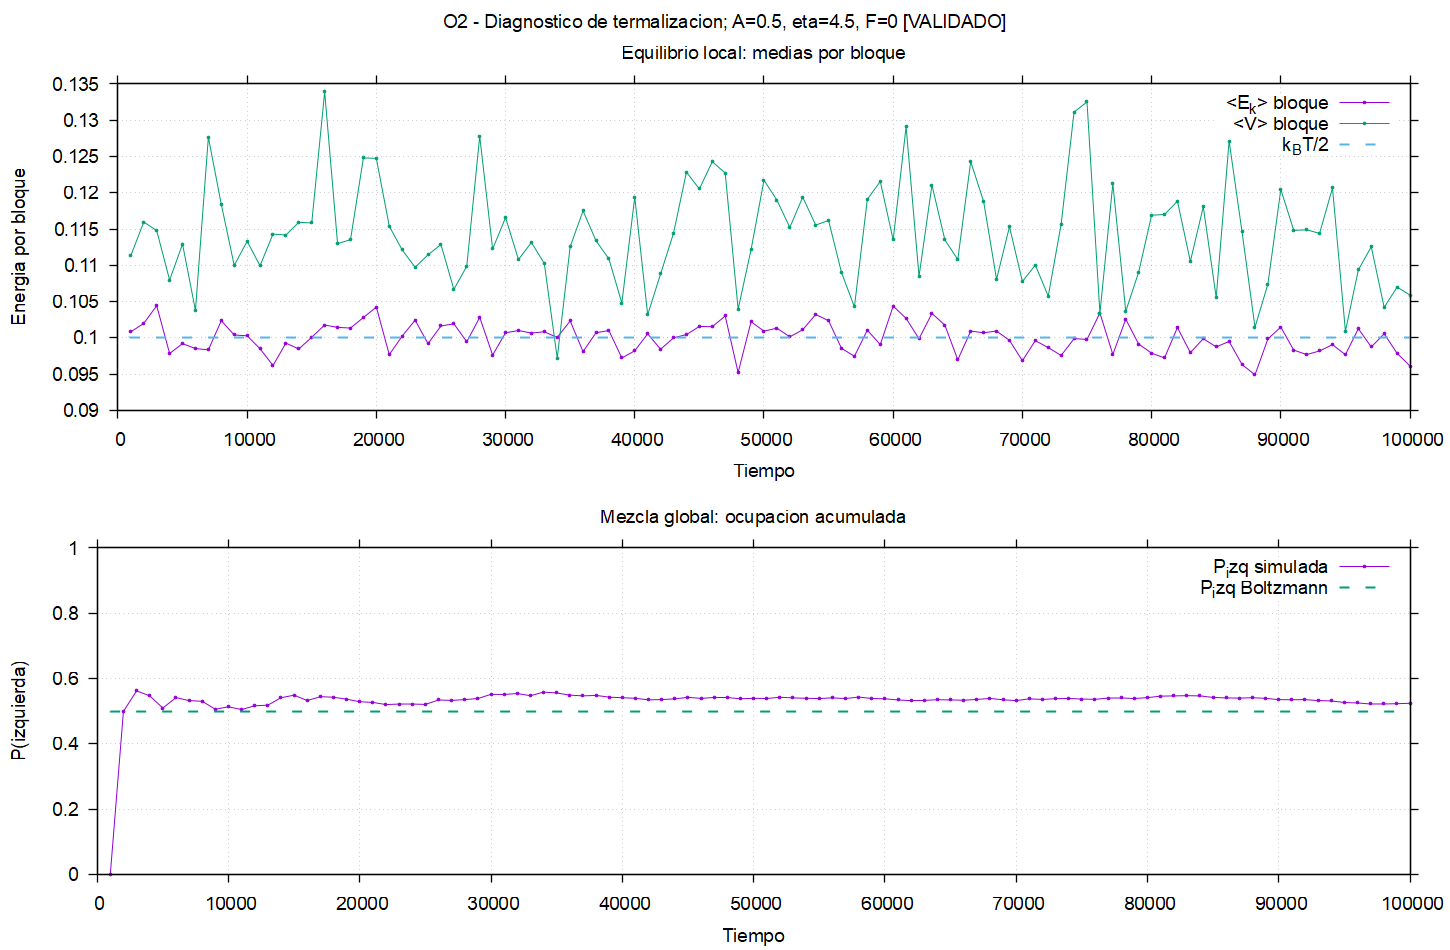 O2 - Diagnostico de termalizacion; A=0.5, eta=4.5, F=0 [VALIDADO]
Equilibrio local: medias por bloque
0.135
0.13
0.125
0.12
0.115
0.11
0.105
0.1
0.095
0.09
Energia por bloque
<Ek> bloque
<V> bloque
kBT/2
0 10000 20000 30000 40000 50000 60000 70000 80000 90000 100000
Tiempo
Mezcla global: ocupacion acumulada
1
0.8
0.6
0.4
0.2
0
P(izquierda)
Pizq simulada
Pizq Boltzmann
0 10000 20000 30000 40000 50000 60000 70000 80000 90000 100000
Tiempo